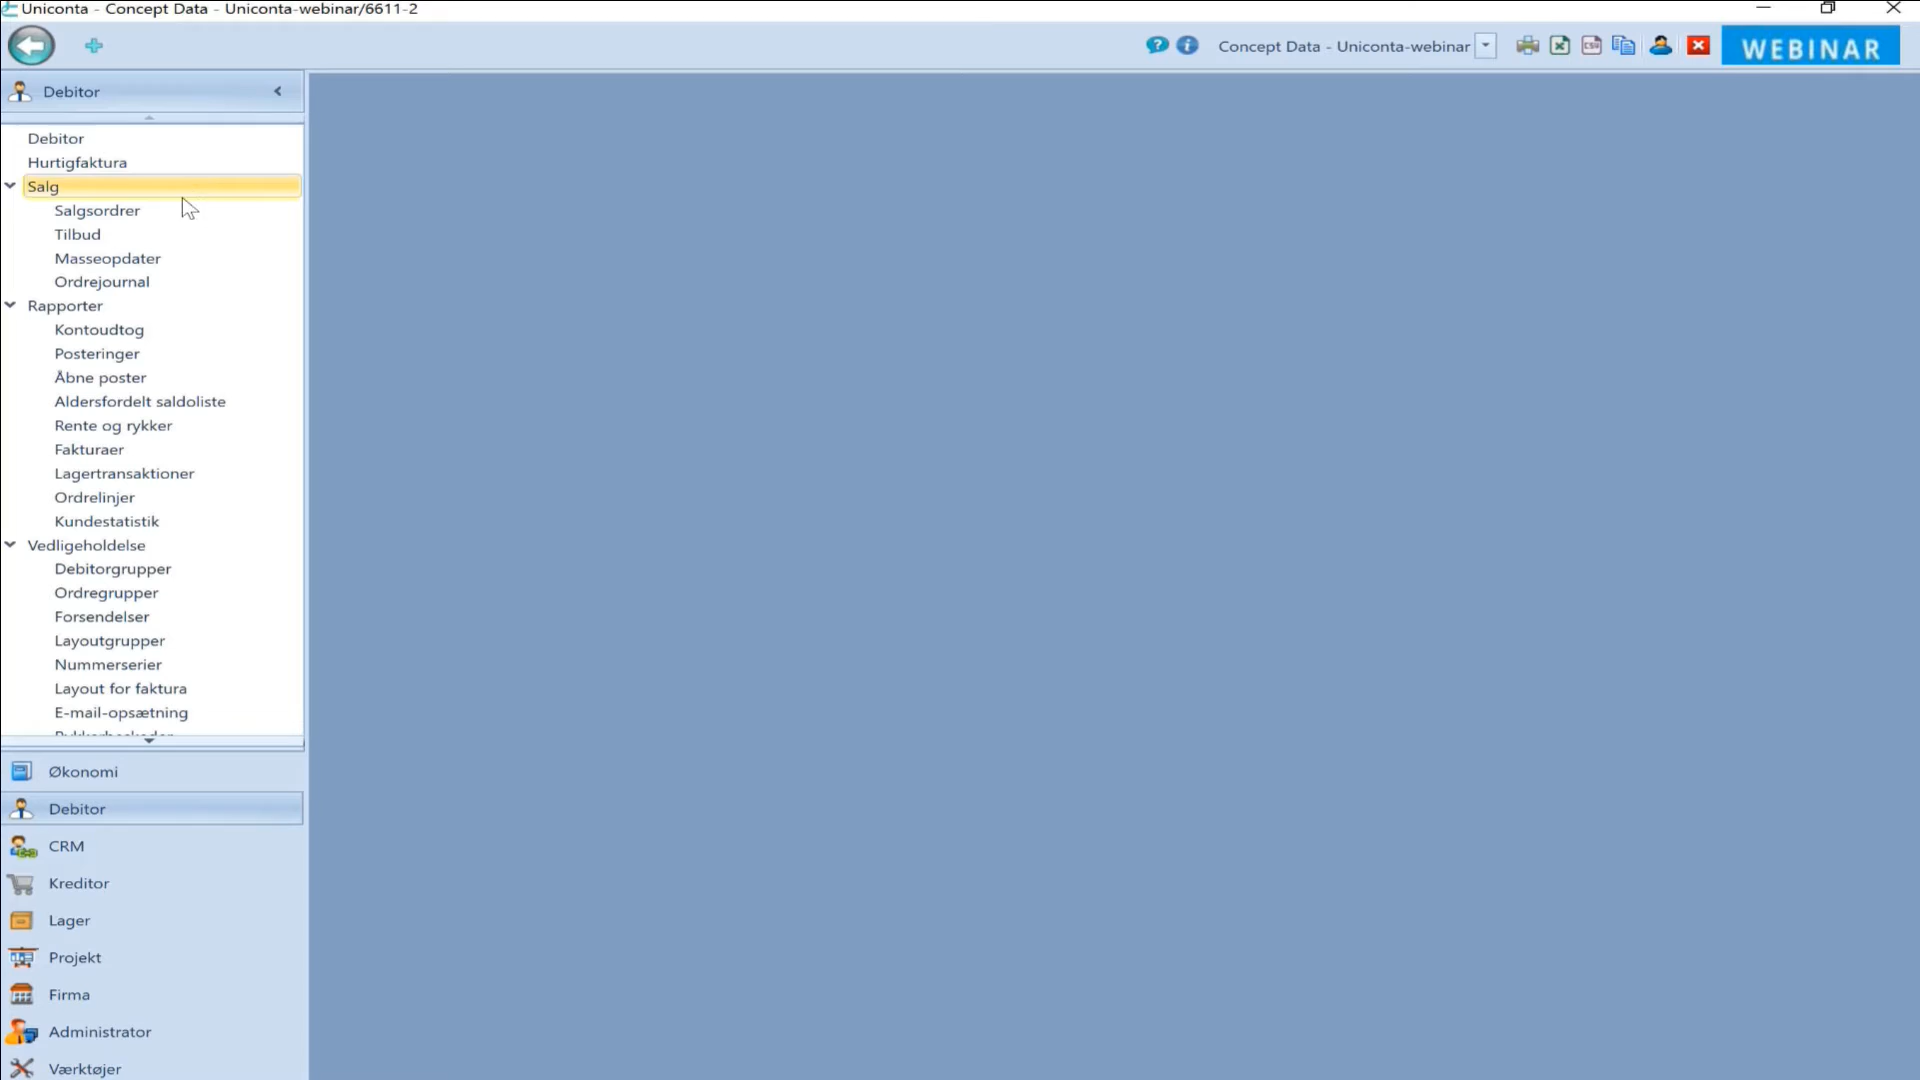 Uniconta - Concept Data - Uniconta-webinar/6611-2
Concept Data - Uniconta-webinar
CSV
WEBINAR
Debitor
Debitor
Hurtigfaktura
Salg
Salgsordrer
Tilbud
Masseopdater
Ordrejournal
Rapporter
Kontoudtog
Posteringer
Åbne poster
Aldersfordelt saldoliste
Rente og rykker
Fakturaer
Lagertransaktioner
Ordrelinjer
Kundestatistik
Vedligeholdelse
Debitorgrupper
Ordregrupper
Forsendelser
Layoutgrupper
Nummerserier
Layout for faktura
E-mail-opsætning
Økonomi
Debitor
CRM
Kreditor
Lager
Projekt
Firma
Administrator
Værktøjer